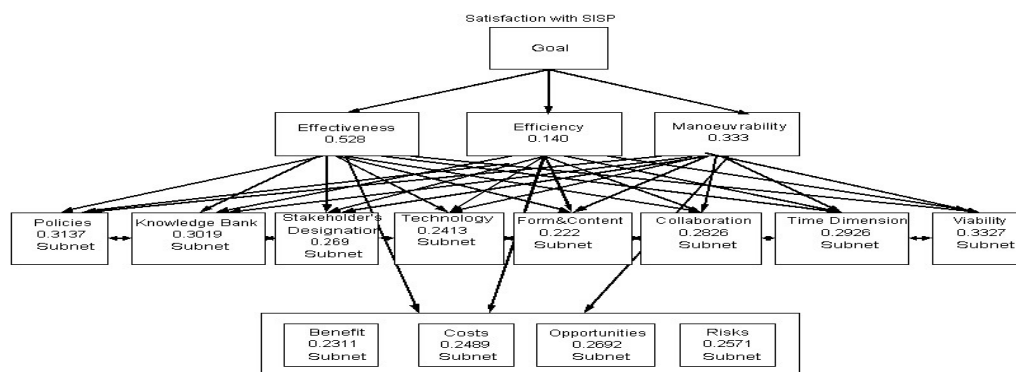 Satisfaction with SISP
Goal
Effectiveness
0.528
Efficiency
0.140
Manoeuvrability
0.333
Policies
0.3137
Subnet
Knowledge Bank
0.3019
Subnet
Stakeholder's
Designation
0.269
Subnet
Technology
0.2413
Subnet
Form&Content
0.222
Subnet
Collaboration
0.2826
Subnet
Time Dimension
0.2926
Subnet
Viability
0.3327
Subnet
Benefit
0.2311
Subnet
Costs
0.2489
Subnet
Opportunities
0.2692
Subnet
Risks
0.2571
Subnet